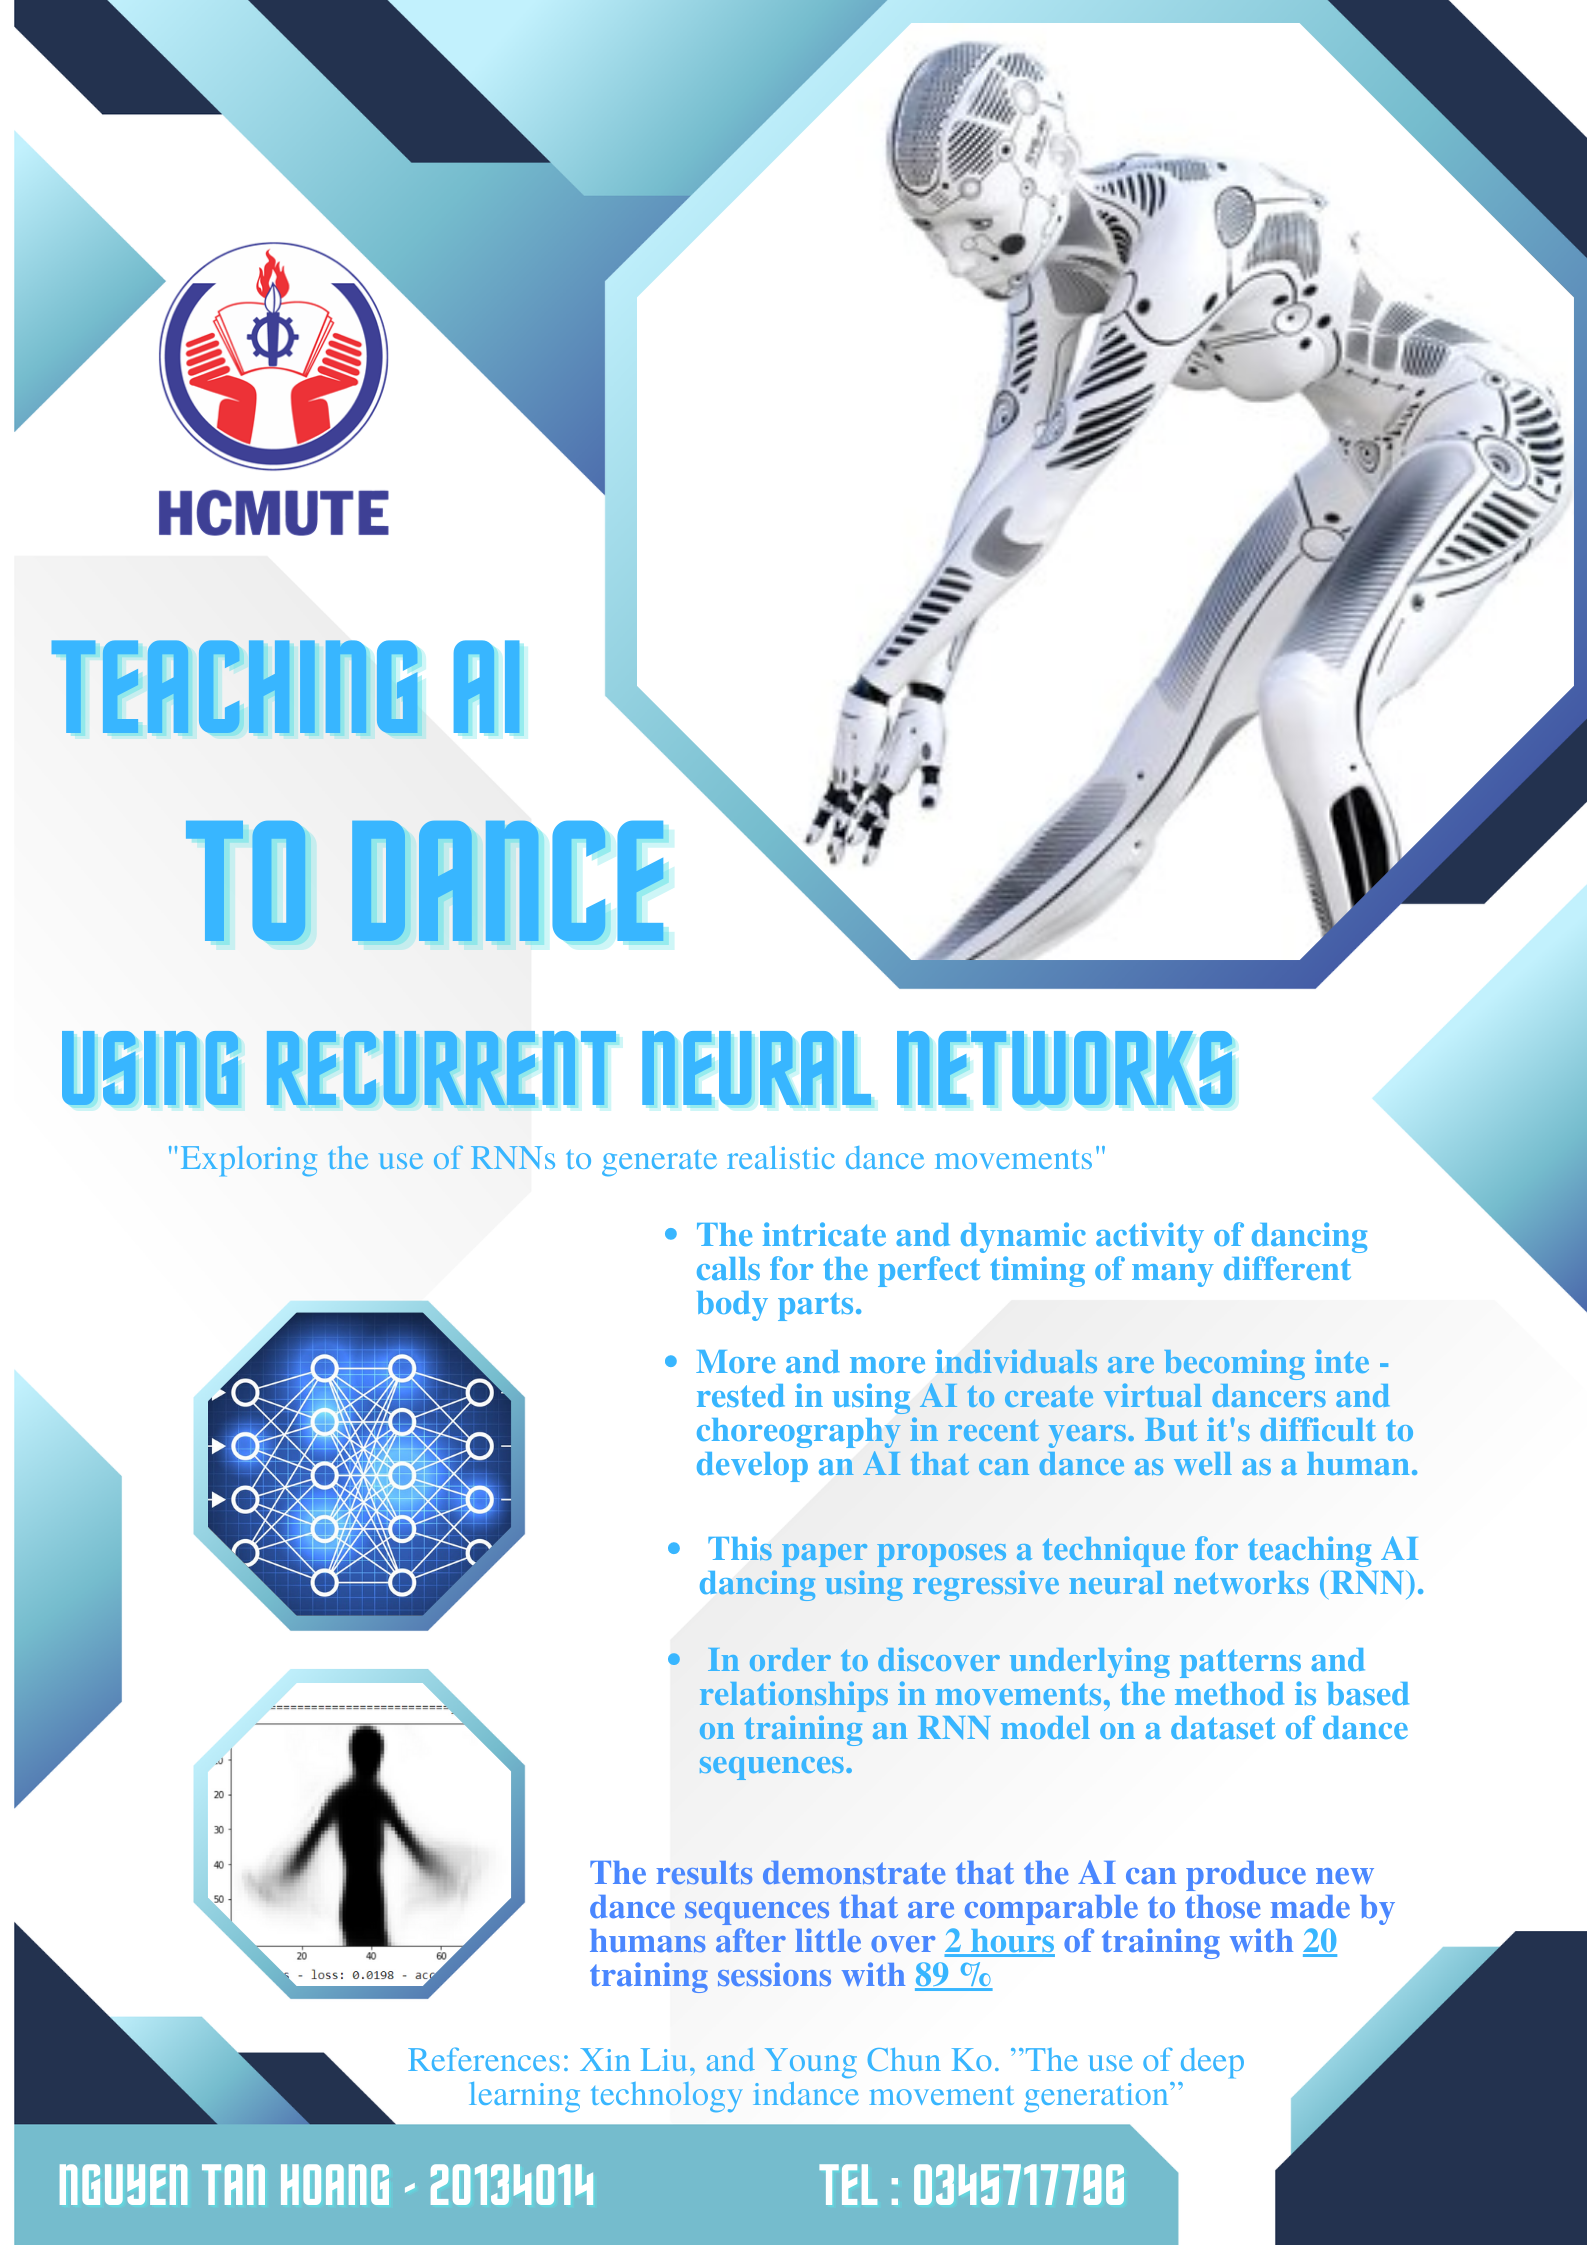 HCMUTE
TEACHING AI
TO DANCE
USING RECURRENT NEURAL NETWORKS
"Exploring the use of RNNs to generate realistic dance movements"
• The intricate and dynamic activity of dancing
calls for the perfect timing of many different
body parts.
• More and more individuals are becoming inte -
rested in using AI to create virtual dancers and
choreography in recent years. But it's difficult to
develop an AI that can dance as well as a human.
• This paper proposes a technique for teaching AI
dancing using regressive neural networks (RNN).
• In order to discover underlying patterns and
relationships in movements, the method is based
on training an RNN model on a dataset of dance
sequences.
20
30
40
50
20 40 60
- loss: 0.0198 - acc
The results demonstrate that the AI can produce new
dance sequences that are comparable to those made by
humans after little over 2 hours of training with 20
training sessions with 89 %
References: Xin Liu, and Young Chun Ko. ”The use of deep
learning technology indance movement generation”
NGUYEN TAN HOANG - 20134014
TEL : 0345717796